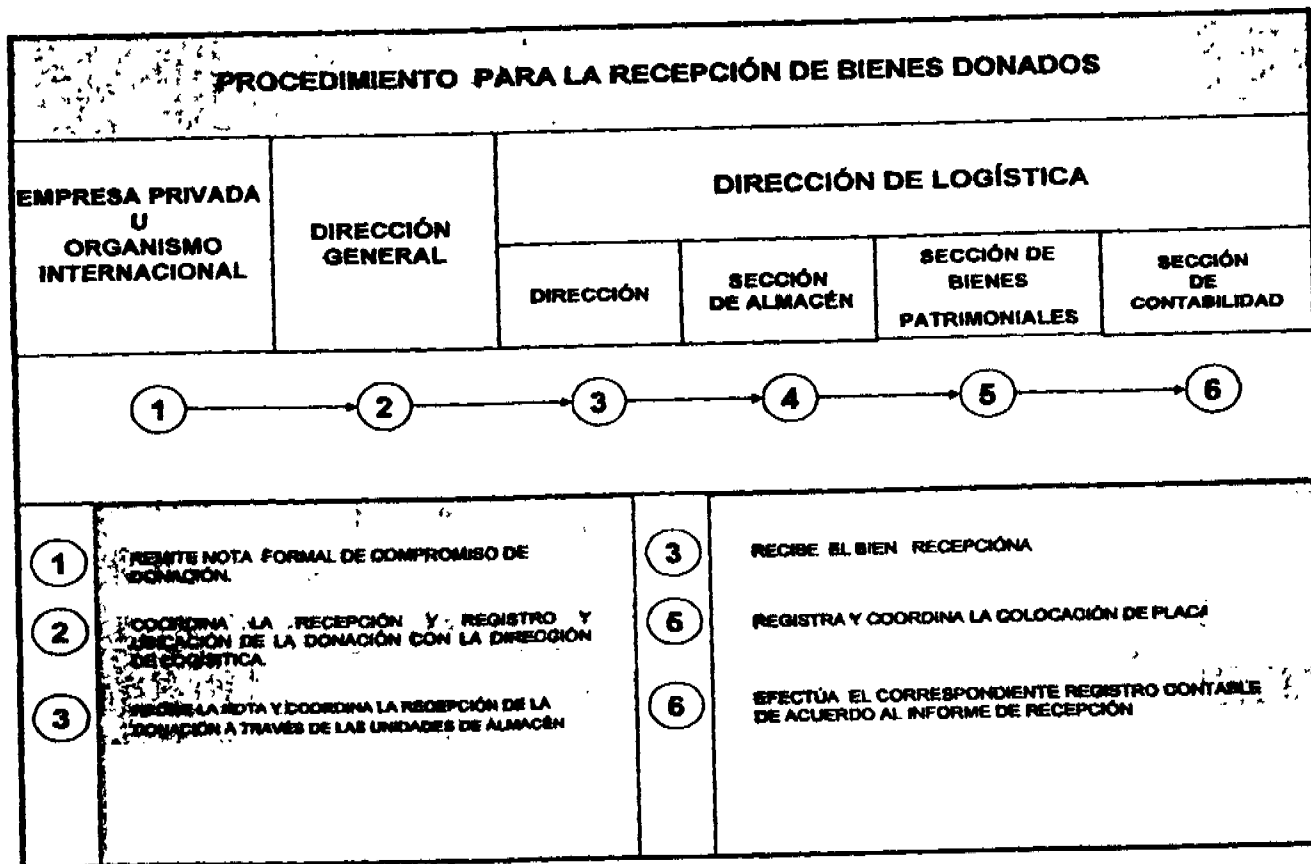 PROCEDIMIENTO PARA LA RECEPCIÓN DE BIENES DONADOS
EMPRESA PRIVADA
U
ORGANISMO
INTERNACIONAL
DIRECCIÓN
GENERAL
DIRECCIÓN DE LOGÍSTICA
DIRECCIÓN
SECCIÓN
DE ALMACÉN
SECCIÓN DE
BIENES
PATRIMONIALES
SECCIÓN
DE
CONTABILIDAD
1
2
3
4
5
6
1
REMITE NOTA FORMAL DE COMPROMISO DE
DONACIÓN.
2
COORDINA LA RECEPCIÓN Y REGISTRO Y
UBICACIÓN DE LA DONACIÓN CON LA DIRECCIÓN
DE LOGÍSITICA.
3
LA NOTA Y COORDINA LA RECEPCIÓN DE LA
DONACIÓN A TRAVÉS DE LAS UNIDADES DE ALMACÉN
3
RECIBE EL BIEN RECEPCIÓNA
5
REGISTRA Y COORDINA LA COLOCACIÓN DE PLACA
6
EFECTÚA EL CORRESPONDIENTE REGISTRO CONTABLE
DE ACUERDO AL INFORME DE RECEPCIÓN